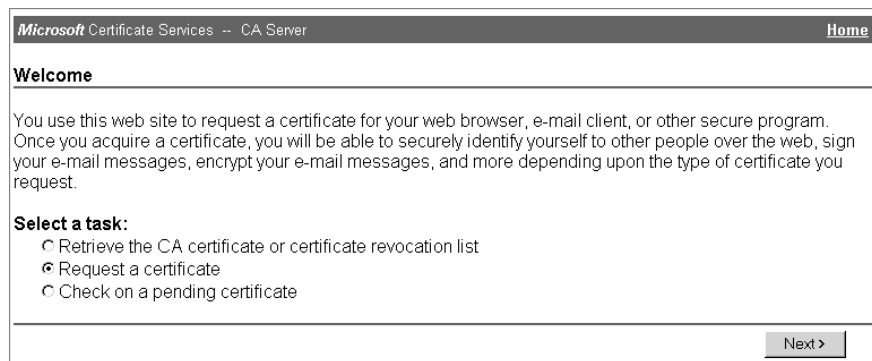 Microsoft Certificate Services -- CA Server Home
Welcome
You use this web site to request a certificate for your web browser, e-mail client, or other secure program.
Once you acquire a certificate, you will be able to securely identify yourself to other people over the web, sign
your e-mail messages, encrypt your e-mail messages, and more depending upon the type of certificate you
request.
Select a task:
Retrieve the CA certificate or certificate revocation list
Request a certificate
Check on a pending certificate
Next >